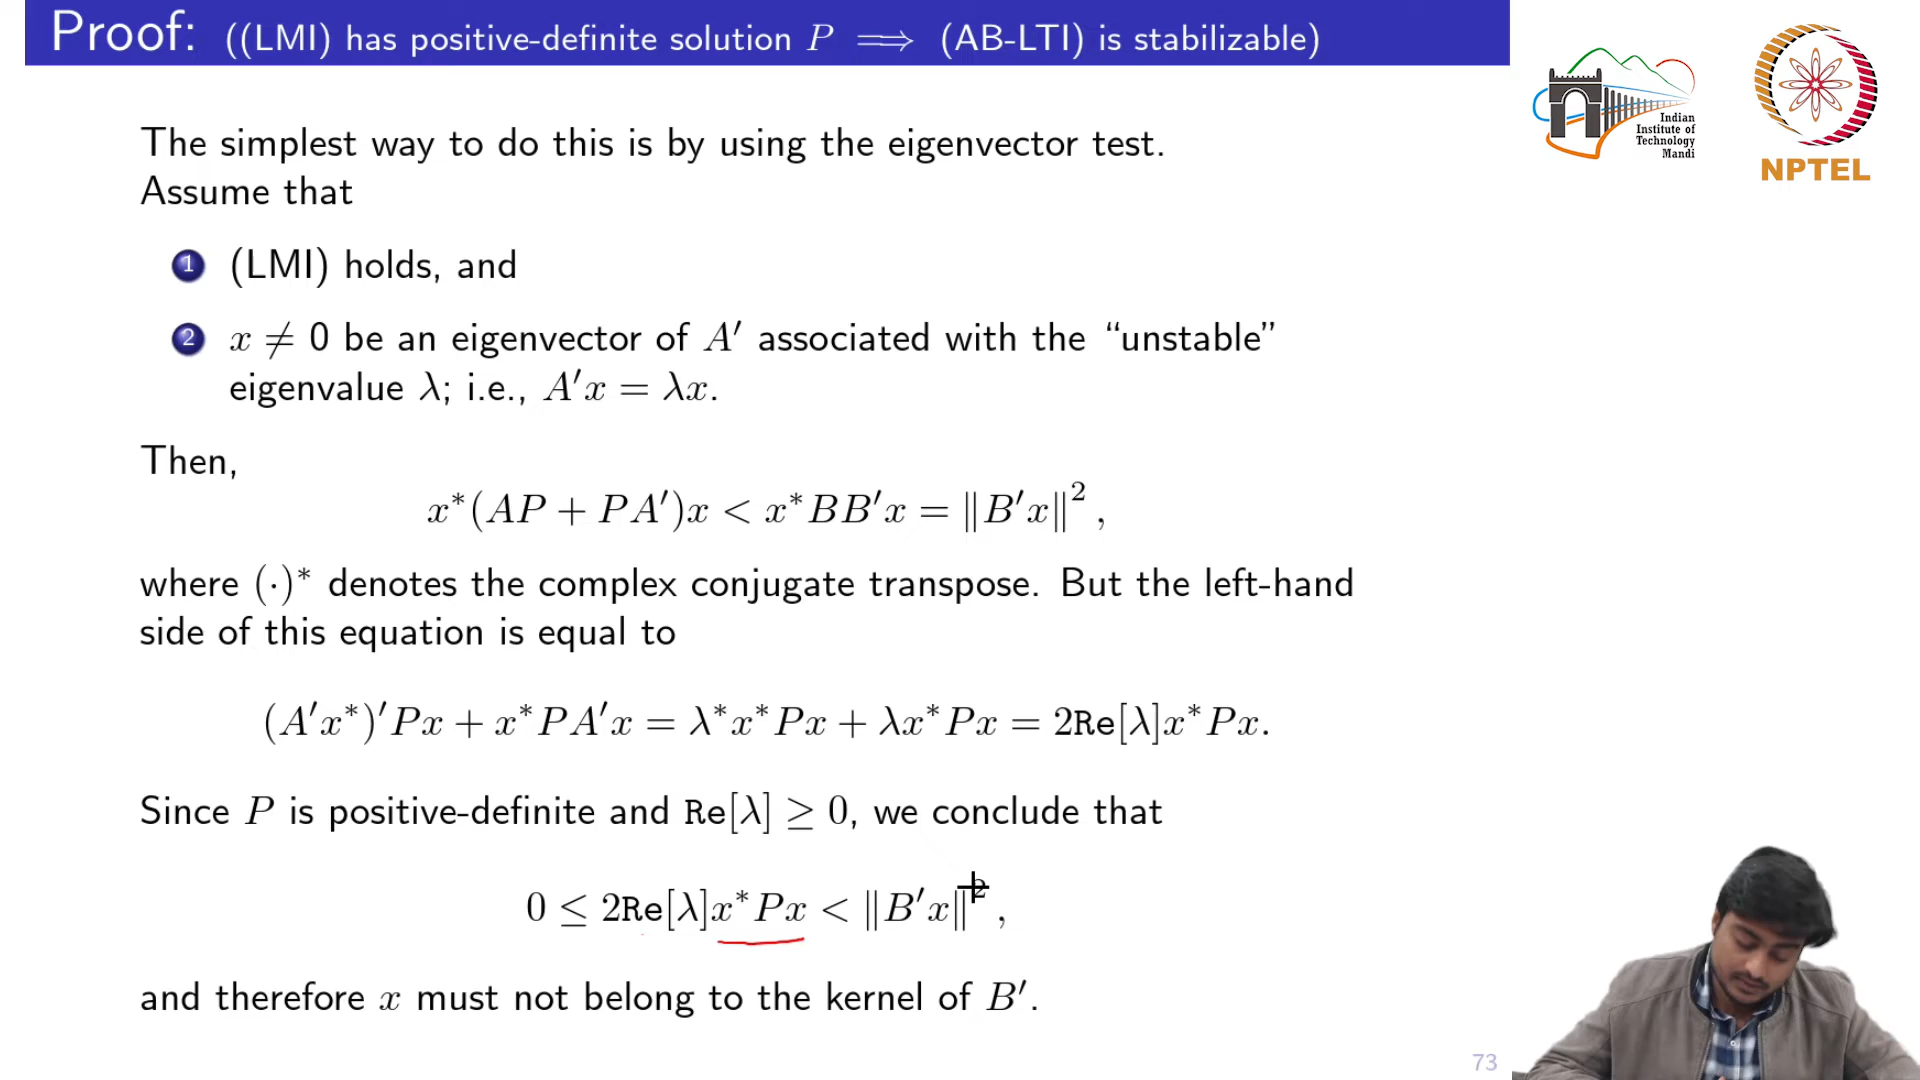 Proof: ((LMI) has positive-definite solution P ⟹ (AB-LTI) is stabilizable)
Indian
Institute of
Technology
Mandi
NPTEL
The simplest way to do this is by using the eigenvector test.
Assume that
1 (LMI) holds, and
2 x ≠ 0 be an eigenvector of A′ associated with the “unstable”
eigenvalue λ; i.e., A′x = λx.
Then,
x*(AP + PA′)x < x*BB′x = ‖B′x‖²,
where (·)* denotes the complex conjugate transpose. But the left-hand
side of this equation is equal to
(A′x*)′Px + x*PA′x = λ*x*Px + λx*Px = 2Re[λ]x*Px.
Since P is positive-definite and Re[λ] ≥ 0, we conclude that
0 ≤ 2Re[λ]x*Px < ‖B′x‖²,
and therefore x must not belong to the kernel of B′.
73